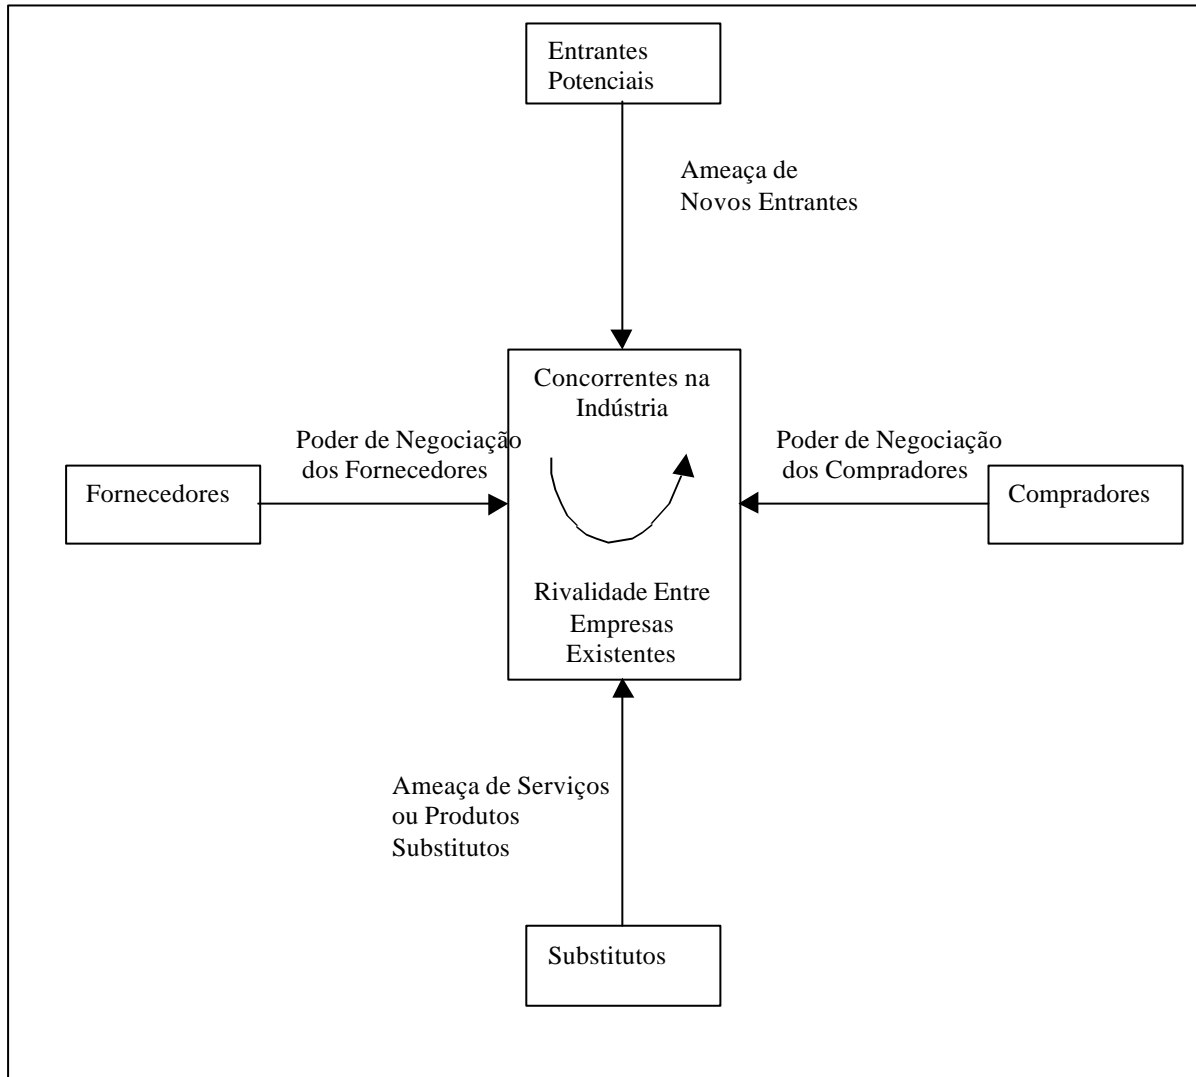 Entrantes
Potenciais
Ameaça de
Novos Entrantes
Concorrentes na
Indústria
Poder de Negociação
dos Fornecedores
Poder de Negociação
dos Compradores
Fornecedores
Compradores
Rivalidade Entre
Empresas
Existentes
Ameaça de Serviços
ou Produtos
Substitutos
Substitutos